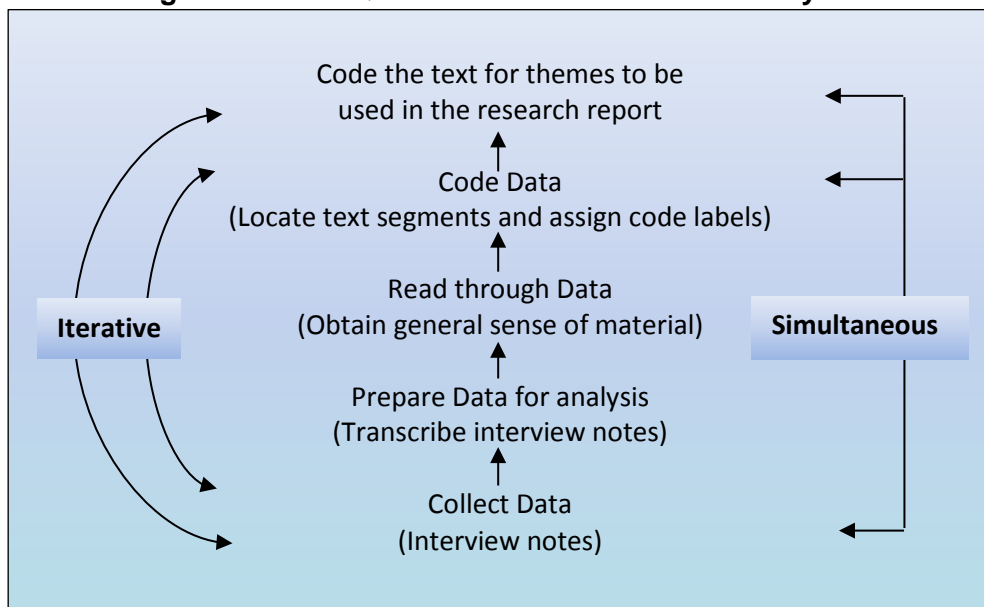 Code the text for themes to be
used in the research report
Code Data
(Locate text segments and assign code labels)
Read through Data
(Obtain general sense of material)
Iterative
Simultaneous
Prepare Data for analysis
(Transcribe interview notes)
Collect Data
(Interview notes)